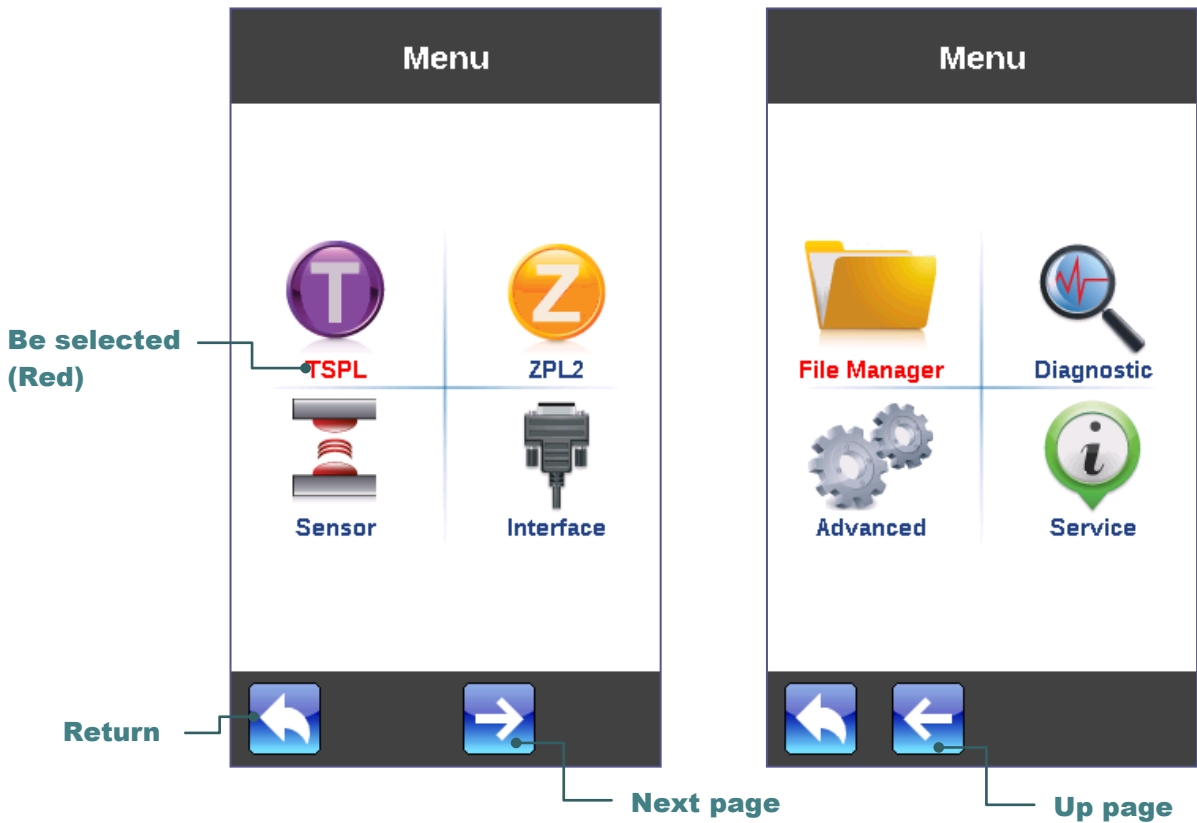 Menu
T
Z
TSPL
ZPL2
Sensor
Interface
Be selected
(Red)
Return
Next page
Menu
File Manager
Diagnostic
i
Advanced
Service
Up page